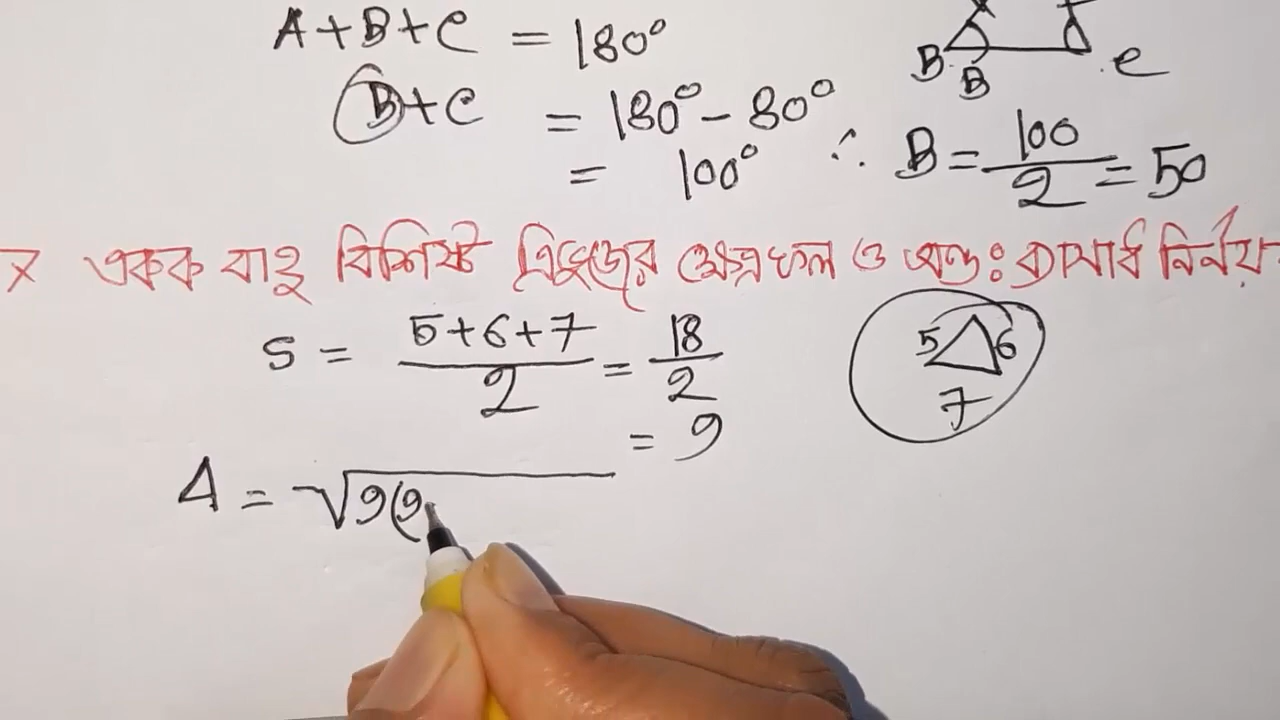 A+B+C = 180°
B+C = 180° - 80°
= 100°
B
B
C
∴ B = 100/2 = 50
x একক বাহু বিশিষ্ট ত্রিভুজের ক্ষেত্রফল ও অন্তঃব্যাসার্ধ নির্নয়
S = 5+6+7/2 = 18/2
= 9
5
6
7
Δ = √9(9